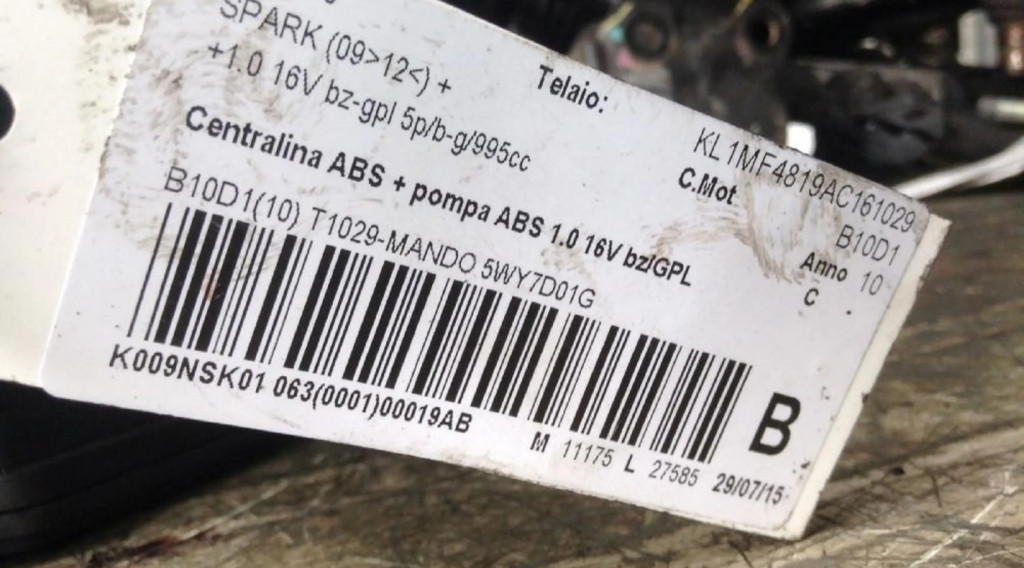 SPARK (09>12<) +
+1.0 16V bz-gpl 5p/b-g/995cc
Telaio:
KL1MF4819AC161029
C.Mot
B10D1
Anno 10
C
Centralina ABS + pompa ABS 1.0 16V bz/GPL
B10D1(10) T1029-MANDO 5WY7D01G
K009NSK01 063(0001)00019AB
M 11175 L 27585 29/07/15
B